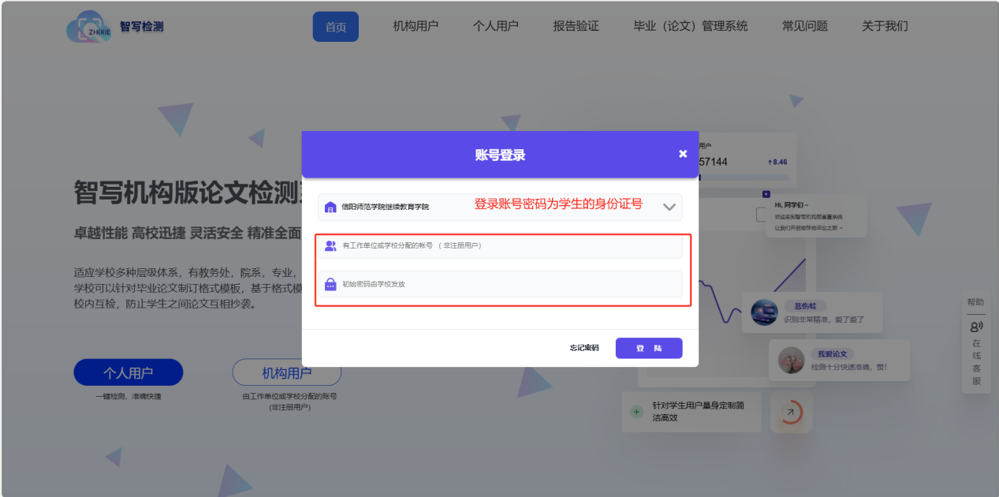 ZHIXIE
智写检测
首页
机构用户
个人用户
报告验证
毕业（论文）管理系统
常见问题
关于我们
账号登录
用户
57144
↑8.46
智写机构版论文检测
信阳师范学院继续教育学院
登录账号密码为学生的身份证号
Hi, 同学们~
欢迎来到智写机构版查重系统
让我们开启愉快地毕业之旅 ~
卓越性能 高校迅捷 灵活安全 精准全面
有工作单位或学校分配的帐号 （ 非注册用户）
适应学校多种层级体系，有教务处，院系，专业，
学校可以针对毕业论文制订格式模板，基于格式模
校内互检，防止学生之间论文互相抄袭。
初始密码由学校发放
悲伤蛙
识别非常精准，爱了爱了
帮助
在
线
客
服
忘记密码
登 陆
我爱论文
检测十分快速准确，赞！
个人用户
机构用户
一键检测，准确快捷
由工作单位或学校分配的账号
(非注册用户)
针对学生用户量身定制简
洁高效